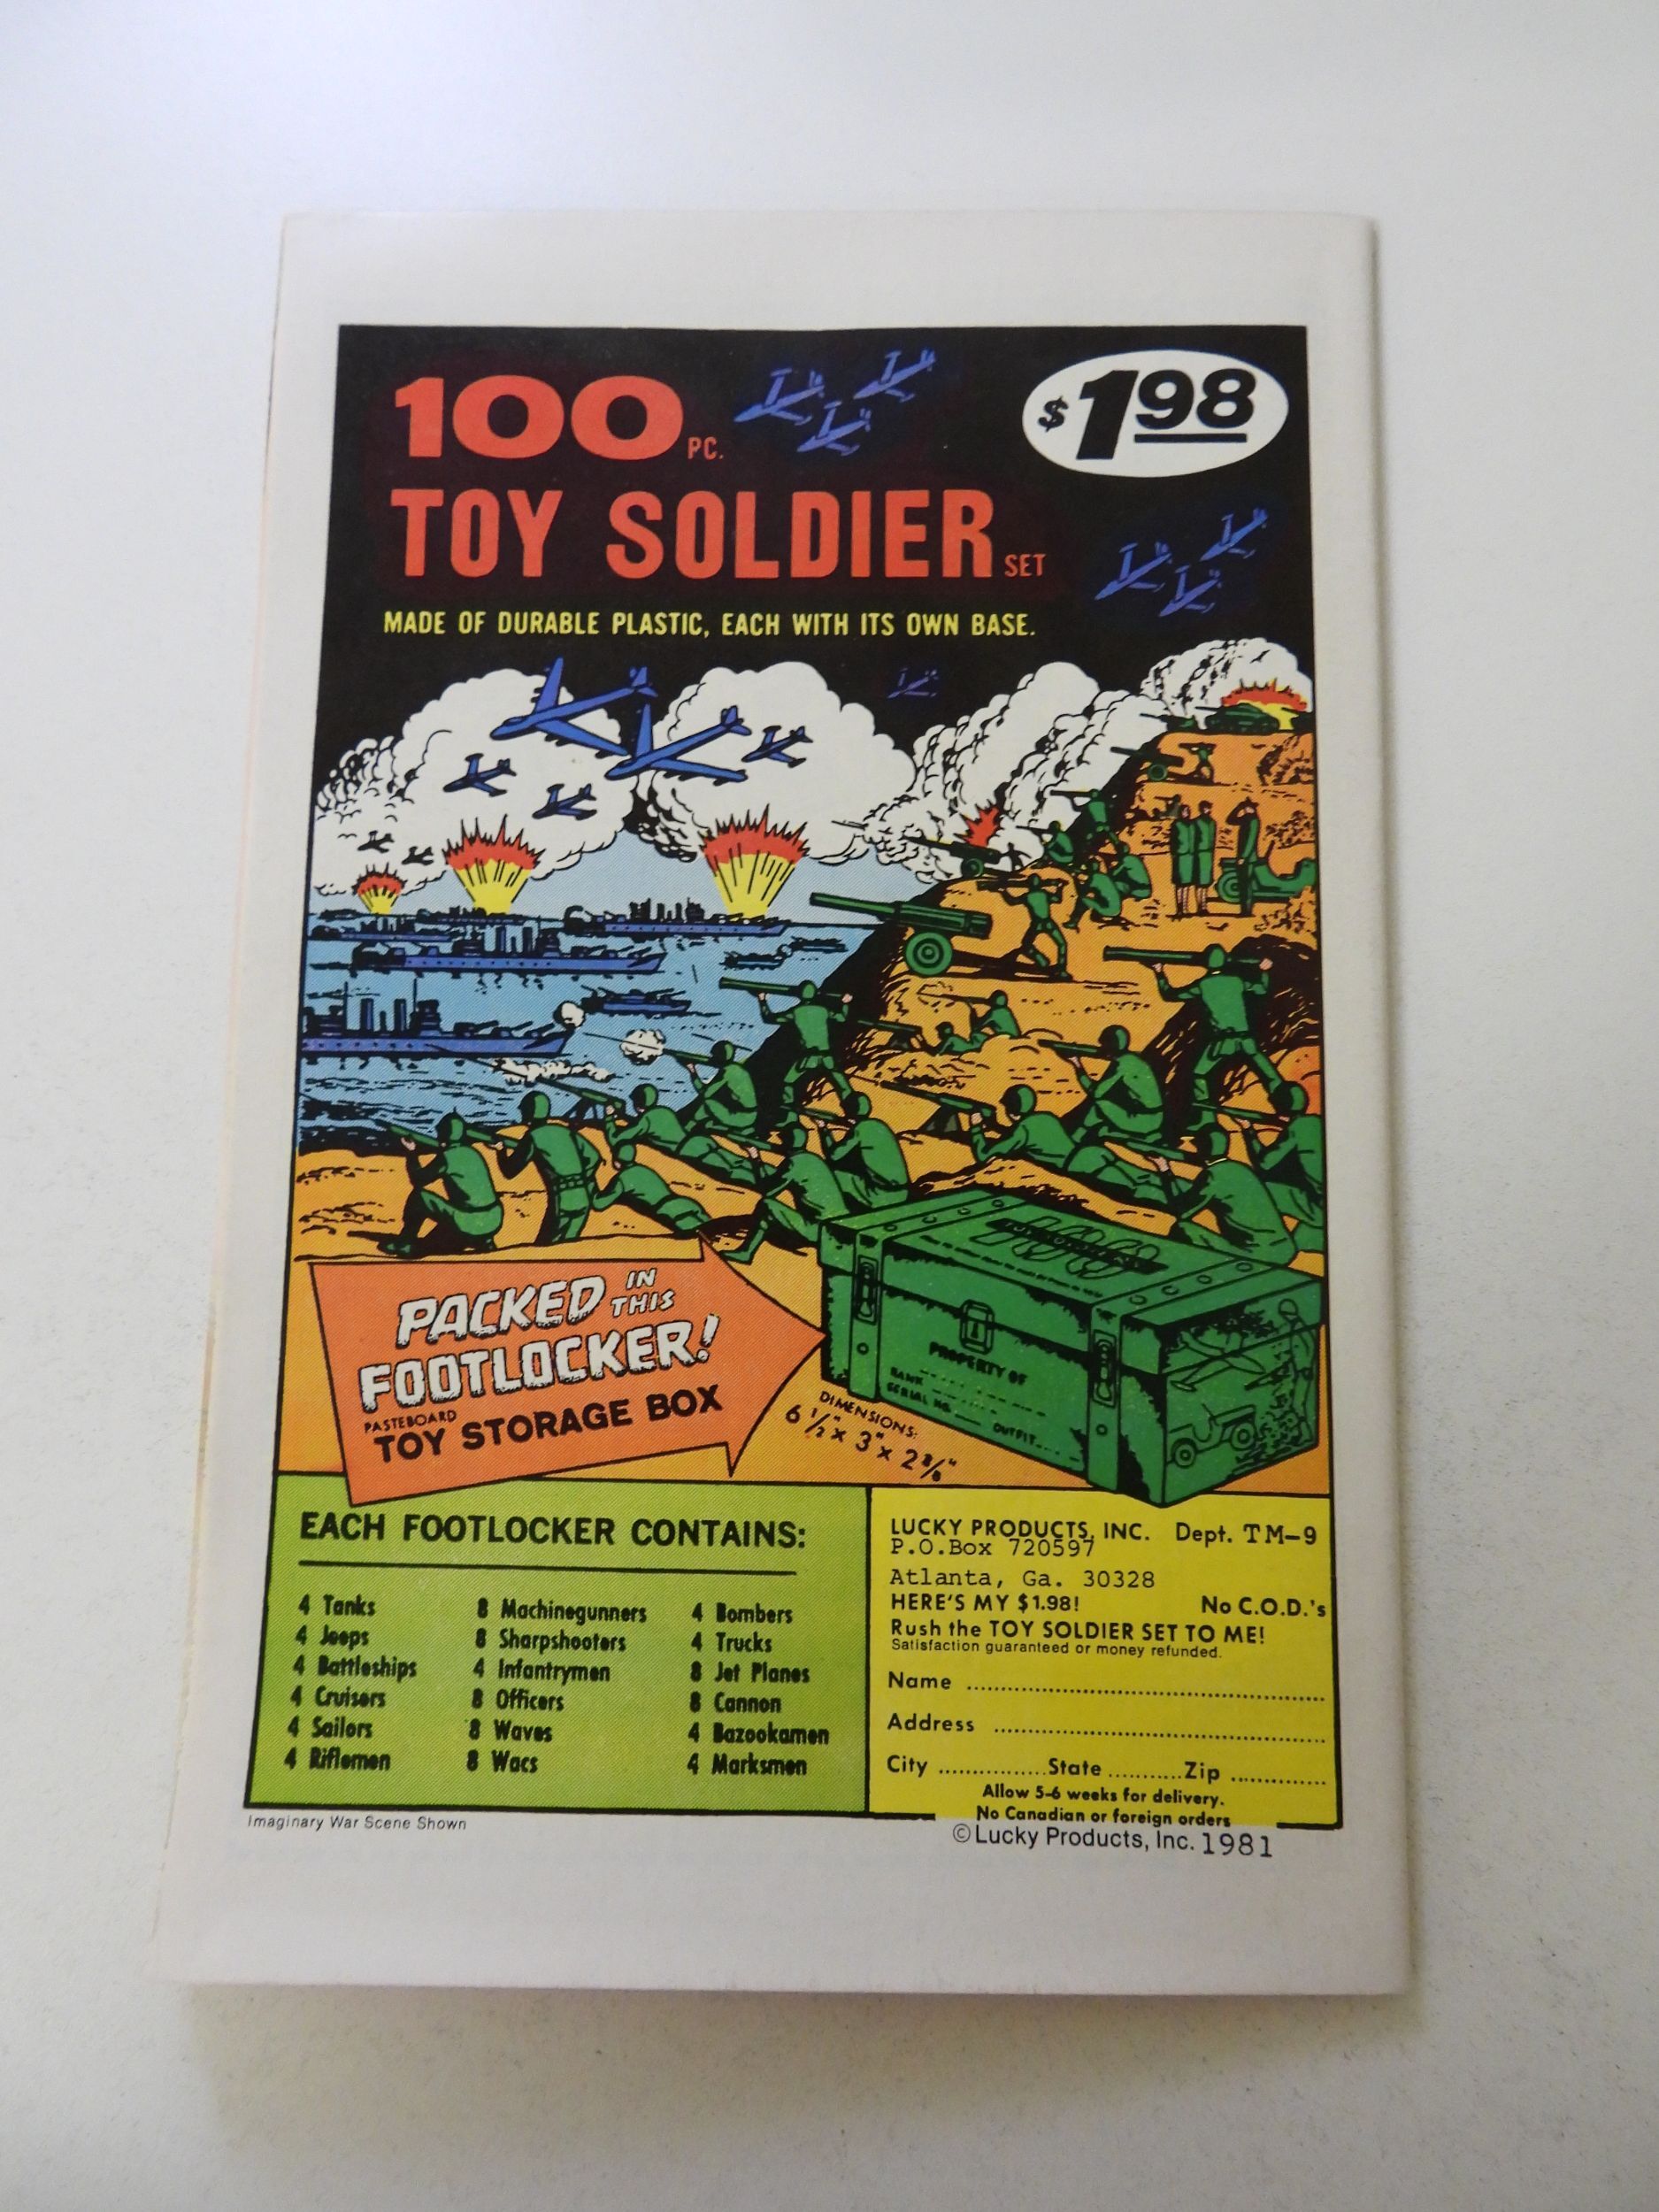 100 PC.
$1.98
TOY SOLDIER SET
MADE OF DURABLE PLASTIC, EACH WITH ITS OWN BASE.
PACKED IN THIS
FOOTLOCKER!
PASTEBOARD
TOY STORAGE BOX
DIMENSIONS:
6 1/2" x 3" x 2 3/8"
PROPERTY OF
RANK
SERIAL NO. OUTFIT
EACH FOOTLOCKER CONTAINS:
4 Tanks
4 Jeeps
4 Battleships
4 Cruisers
4 Sailors
4 Riflemen
8 Machinegunners
8 Sharpshooters
4 Infantrymen
8 Officers
8 Waves
8 Wacs
4 Bombers
4 Trucks
8 Jet Planes
8 Cannon
4 Bazookamen
4 Marksmen
LUCKY PRODUCTS, INC. Dept. TM-9
P.O.Box 720597
Atlanta, Ga. 30328
HERE'S MY $1.98! No C.O.D.'s
Rush the TOY SOLDIER SET TO ME!
Satisfaction guaranteed or money refunded.
Name
Address
City State Zip
Allow 5-6 weeks for delivery.
No Canadian or foreign orders
Imaginary War Scene Shown
©Lucky Products, Inc. 1981